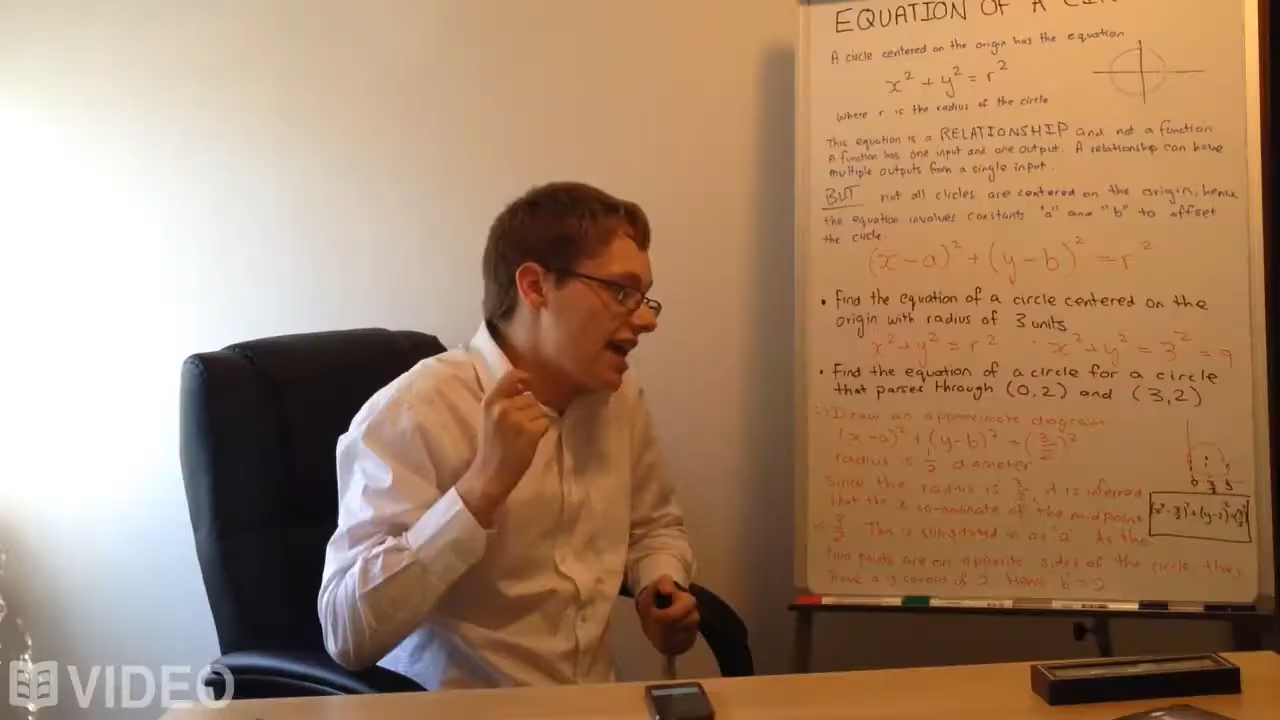 EQUATION OF A CIR
A circle centered on the origin has the equation
x² + y² = r²
where r is the radius of the circle
This equation is a RELATIONSHIP and not a function
A function has one input and one output. A relationship can have
multiple outputs from a single input.
BUT not all circles are centered on the origin, hence
the equation involves constants "a" and "b" to offset
the circle.
(x-a)² + (y-b)² = r²
• Find the equation of a circle centered on the
origin with radius of 3 units
x² + y² = r² x² + y² = 3² = 9
• Find the equation of a circle for a circle
that parses through (0,2) and (3,2)
Draw an approximate diagram
(x-a)² + (y-b)² = (3/2)²
radius is 1/2 diameter
Since the radius is 3/2, it is inferred
that the x co-ordinate of the midpoint
is 3/2. This is substituted in as "a". As the
two points are on opposite sides of the circle, they
have a y of 2. Hence b = 2
VIDEO